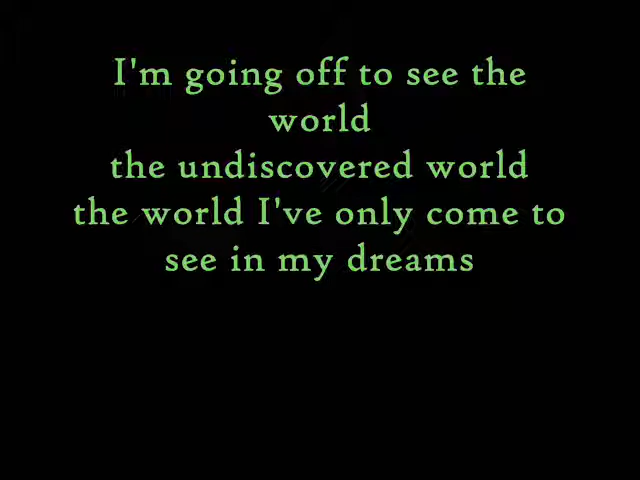 I'm going off to see the
world
the undiscovered world
the world I've only come to
see in my dreams